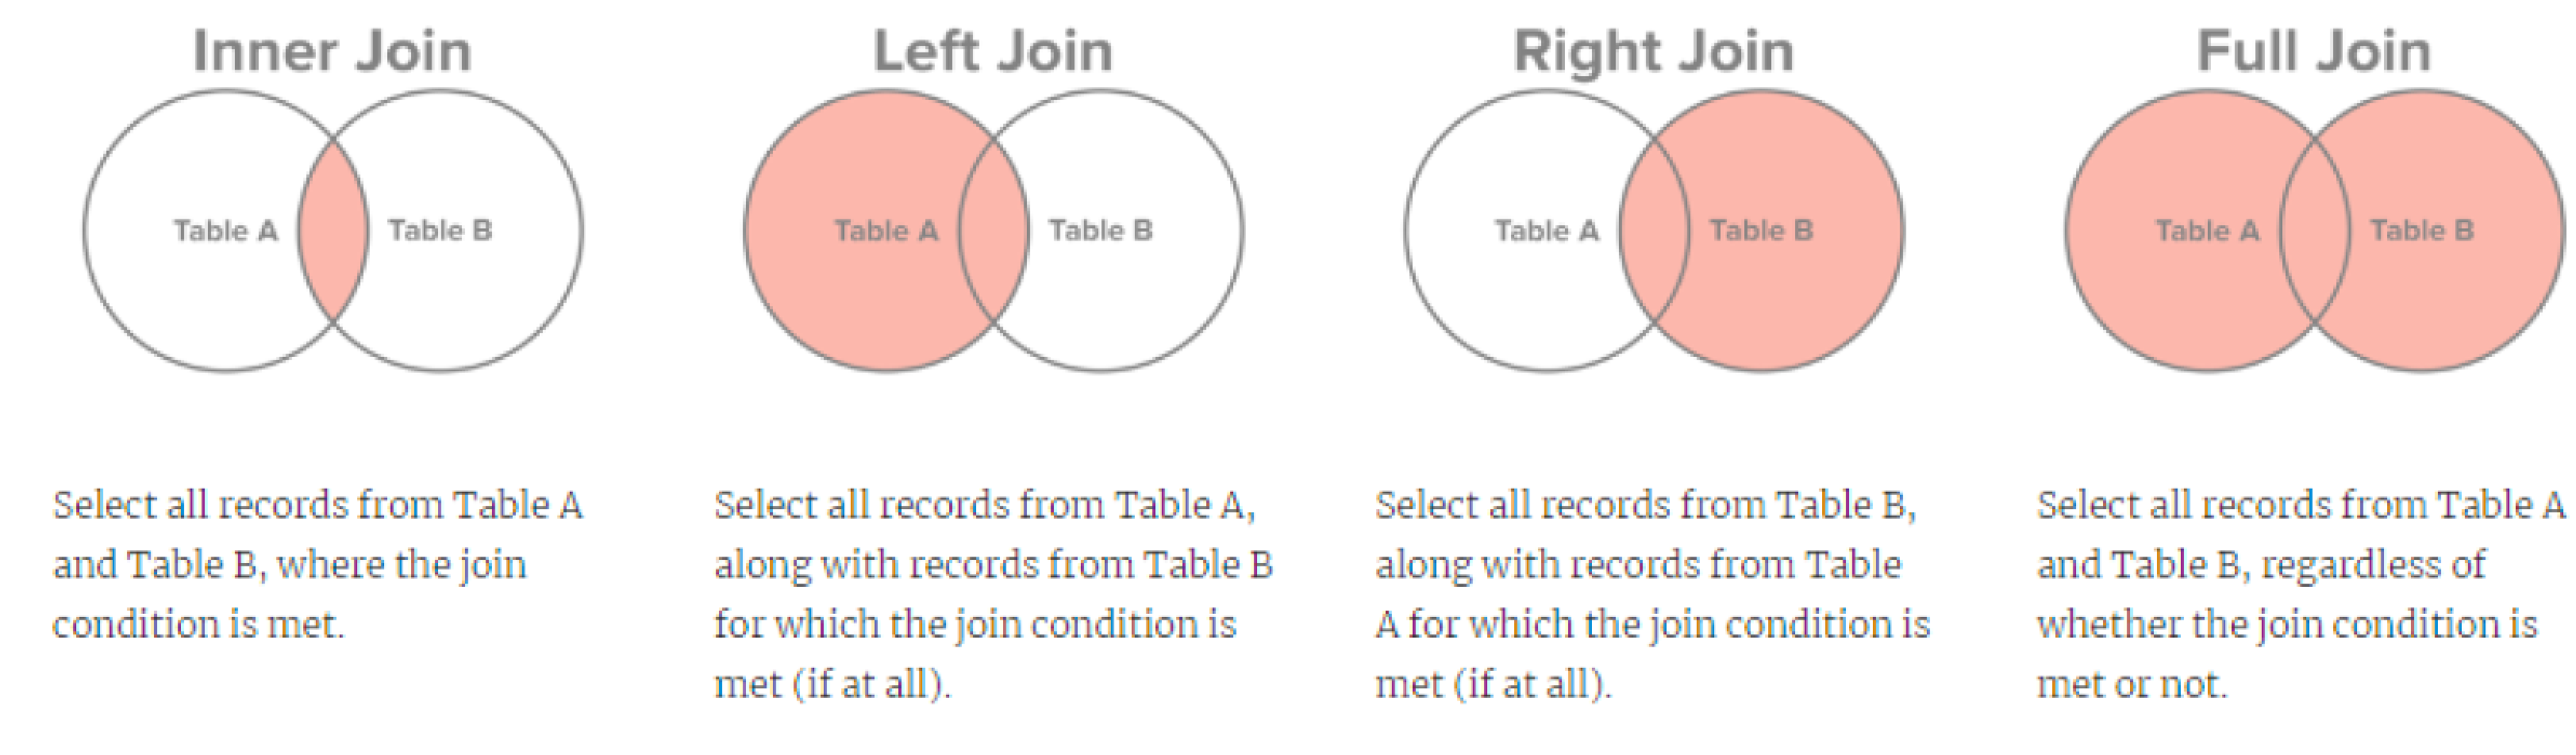 Inner Join
Table A
Table B
Select all records from Table A
and Table B, where the join
condition is met.
Left Join
Table A
Table B
Select all records from Table A,
along with records from Table B
for which the join condition is
met (if at all).
Right Join
Table A
Table B
Select all records from Table B,
along with records from Table
A for which the join condition is
met (if at all).
Full Join
Table A
Table B
Select all records from Table A
and Table B, regardless of
whether the join condition is
met or not.